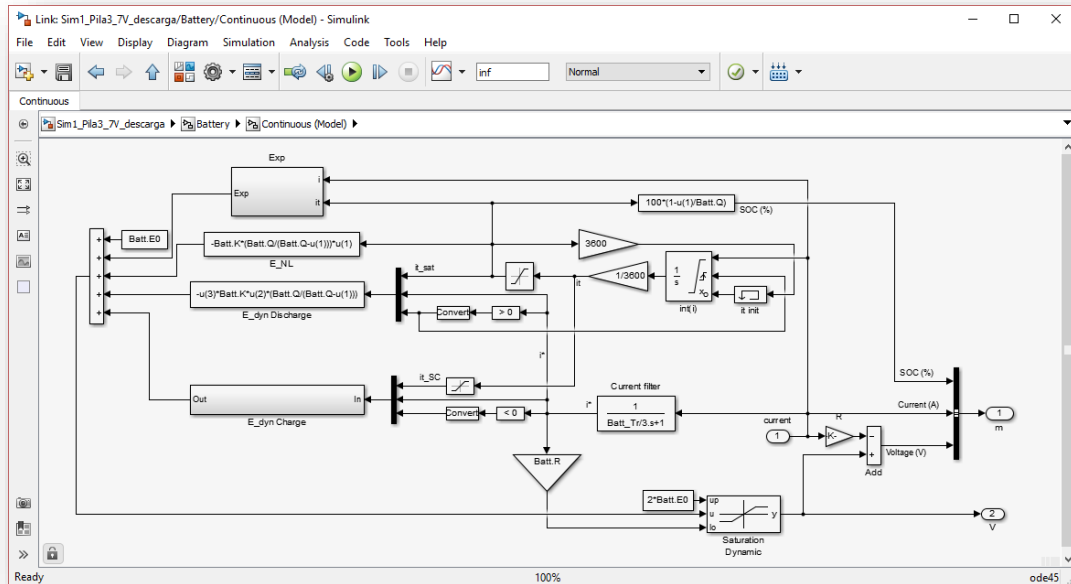 Link: Sim1_Pila3_7V_descarga/Battery/Continuous (Model) - Simulink
File Edit View Display Diagram Simulation Analysis Code Tools Help
inf
Normal
Continuous
Sim1_Pila3_7V_descarga Battery Continuous (Model)
Exp
i
Exp
it
100*(1-u(1)/Batt.Q)
SOC (%)
+
Batt.E0
+
-Batt.K*(Batt.Q/(Batt.Q-u(1)))*u(1)
3600
+
E_NL
it_sat
it
1/3600
1
s
xo
int(i)
it init
+
-u(3)*Batt.K*u(2)*(Batt.Q/(Batt.Q-u(1)))
E_dyn Discharge
+
Convert
> 0
i*
it_SC
SOC (%)
Out
In
E_dyn Charge
Convert
< 0
i*
Current filter
1
Batt_Tr/3.s+1
Current (A)
current
1
R
-K-
−
+
Add
Voltage (V)
1
m
Batt.R
2*Batt.E0
up
u
lo
y
Saturation
Dynamic
2
V
Ready
100%
ode45